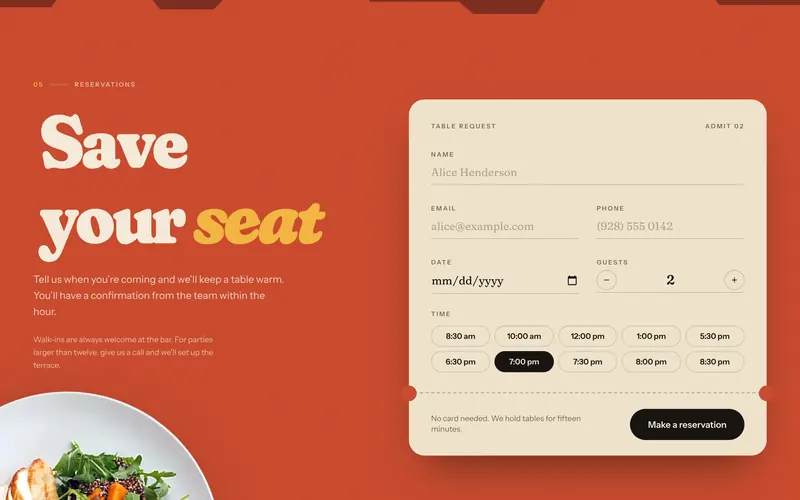 05 RESERVATIONS
Save
your seat
Tell us when you're coming and we'll keep a table warm.
You'll have a confirmation from the team within the
hour.
Walk-ins are always welcome at the bar. For parties
larger than twelve, give us a call and we'll set up the
terrace.
TABLE REQUEST
ADMIT 02
NAME
Alice Henderson
EMAIL
PHONE
alice@example.com
(928) 555 0142
DATE
GUESTS
mm/dd/yyyy
− 2 +
TIME
8:30 am
10:00 am
12:00 pm
1:00 pm
5:30 pm
6:30 pm
7:00 pm
7:30 pm
8:00 pm
8:30 pm
No card needed. We hold tables for fifteen
minutes.
Make a reservation